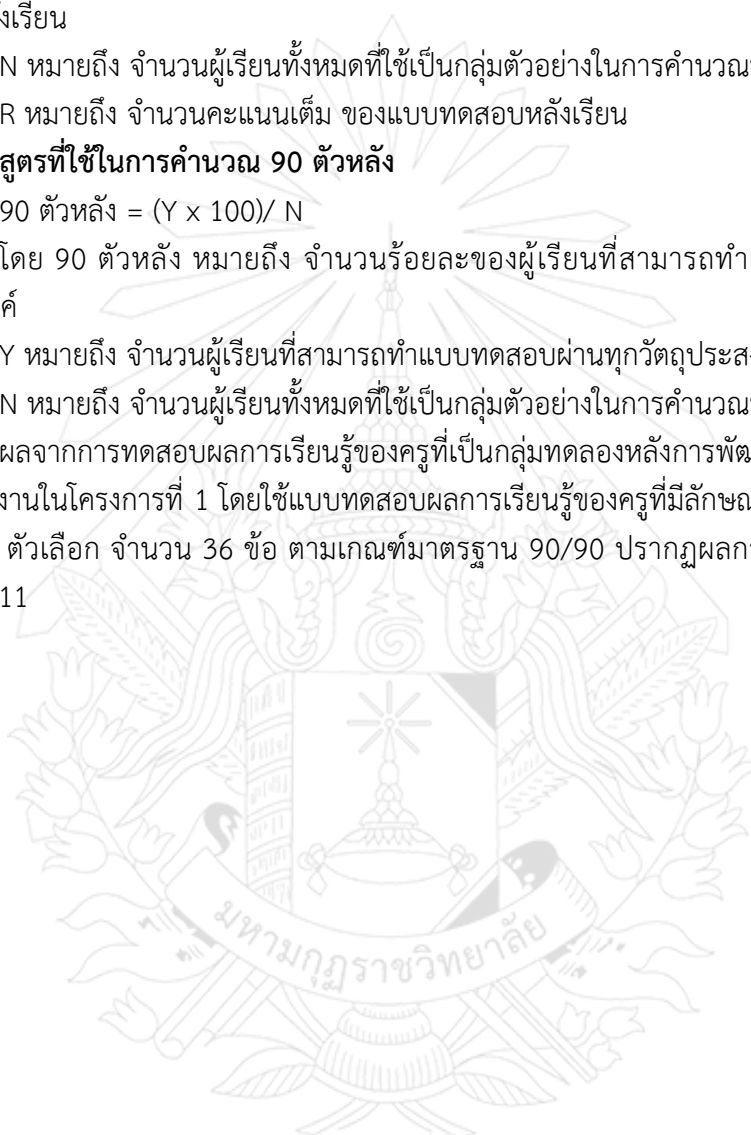 งเรียน
N หมายถึง จำนวนผู้เรียนทั้งหมดที่ใช้เป็นกลุ่มตัวอย่างในการคำนวณ
R หมายถึง จำนวนคะแนนเต็ม ของแบบทดสอบหลังเรียน
สูตรที่ใช้ในการคำนวณ 90 ตัวหลัง
90 ตัวหลัง = (Y x 100)/ N
โดย 90 ตัวหลัง หมายถึง จำนวนร้อยละของผู้เรียนที่สามารถทำ
ค์
Y หมายถึง จำนวนผู้เรียนที่สามารถทำแบบทดสอบผ่านทุกวัตถุประส
N หมายถึง จำนวนผู้เรียนทั้งหมดที่ใช้เป็นกลุ่มตัวอย่างในการคำนวณ
ผลจากการทดสอบผลการเรียนรู้ของครูที่เป็นกลุ่มทดลองหลังการพัฒ
งานในโครงการที่ 1 โดยใช้แบบทดสอบผลการเรียนรู้ของครูที่มีลักษณ
ตัวเลือก จำนวน 36 ข้อ ตามเกณฑ์มาตรฐาน 90/90 ปรากฏผลก
11
มหามกุฏราชวิทยาลัย